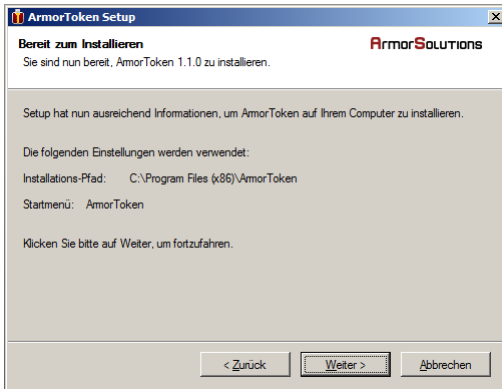 ArmorToken Setup
Bereit zum Installieren
ArmorSolutions
Sie sind nun bereit, ArmorToken 1.1.0 zu installieren.
Setup hat nun ausreichend Informationen, um ArmorToken auf Ihrem Computer zu installieren.
Die folgenden Einstellungen werden verwendet:
Installations-Pfad: C:\Program Files (x86)\ArmorToken
Startmenü: ArmorToken
Klicken Sie bitte auf Weiter, um fortzufahren.
< Zurück Weiter > Abbrechen